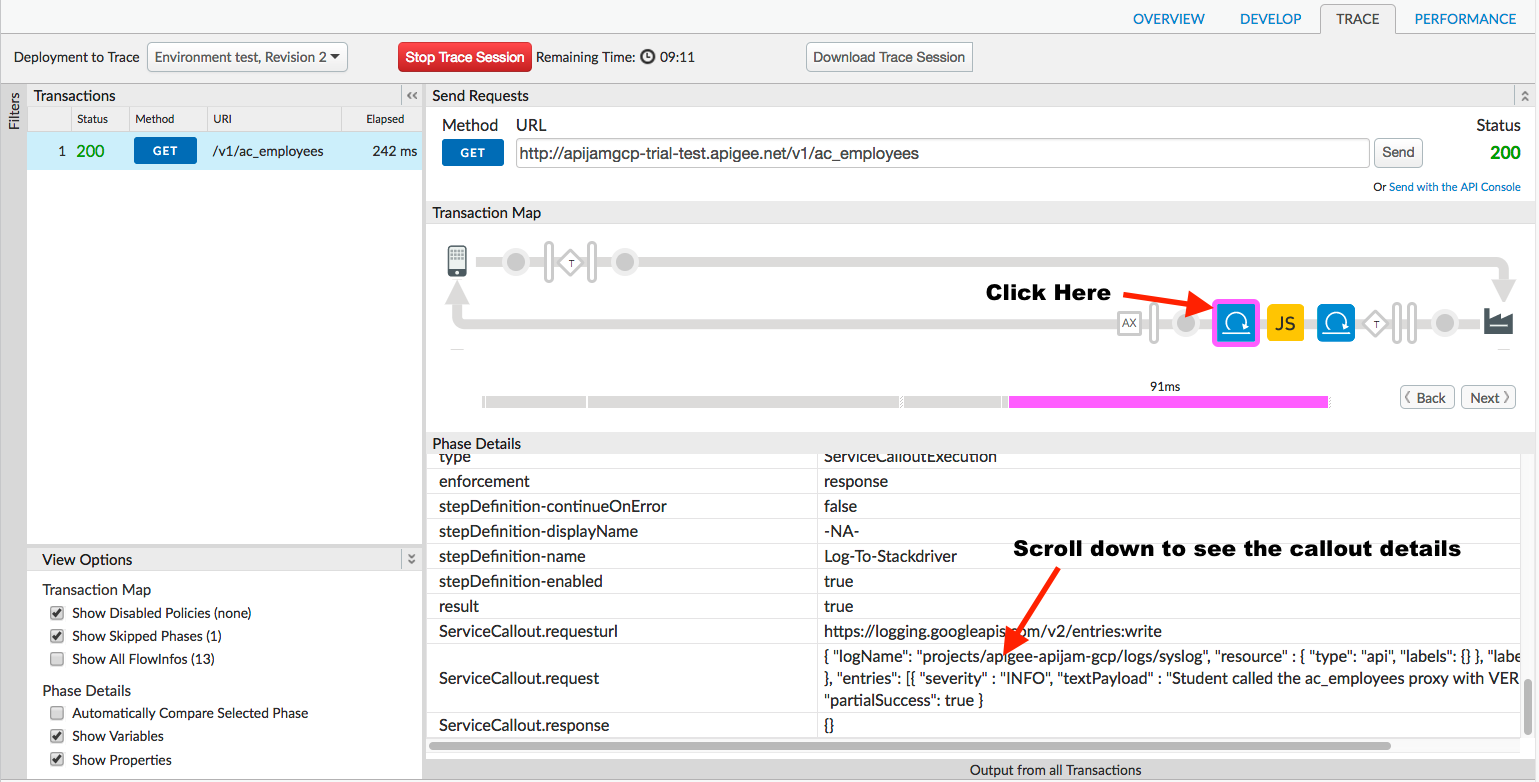 OVERVIEW DEVELOP TRACE PERFORMANCE
Deployment to Trace Environment test, Revision 2 Stop Trace Session Remaining Time: 09:11 Download Trace Session
Filters
Transactions
Status Method URI Elapsed
1 200 GET /v1/ac_employees 242 ms
Send Requests
Method URL Status
GET http://apijamgcp-trial-test.apigee.net/v1/ac_employees Send 200
Or Send with the API Console
Transaction Map
T
Click Here
AX JS T
91ms
Back Next
Phase Details
type ServiceCalloutExecution
enforcement response
stepDefinition-continueOnError false
stepDefinition-displayName -NA-
stepDefinition-name Log-To-Stackdriver
Scroll down to see the callout details
stepDefinition-enabled true
result true
ServiceCallout.requesturl https://logging.googleapis.com/v2/entries:write
ServiceCallout.request
{ "logName": "projects/apigee-apijam-gcp/logs/syslog", "resource" : { "type": "api", "labels": {} }, "labe
}, "entries": [{ "severity" : "INFO", "textPayload" : "Student called the ac_employees proxy with VER
"partialSuccess": true }
ServiceCallout.response {}
Output from all Transactions
View Options
Transaction Map
Show Disabled Policies (none)
Show Skipped Phases (1)
Show All FlowInfos (13)
Phase Details
Automatically Compare Selected Phase
Show Variables
Show Properties